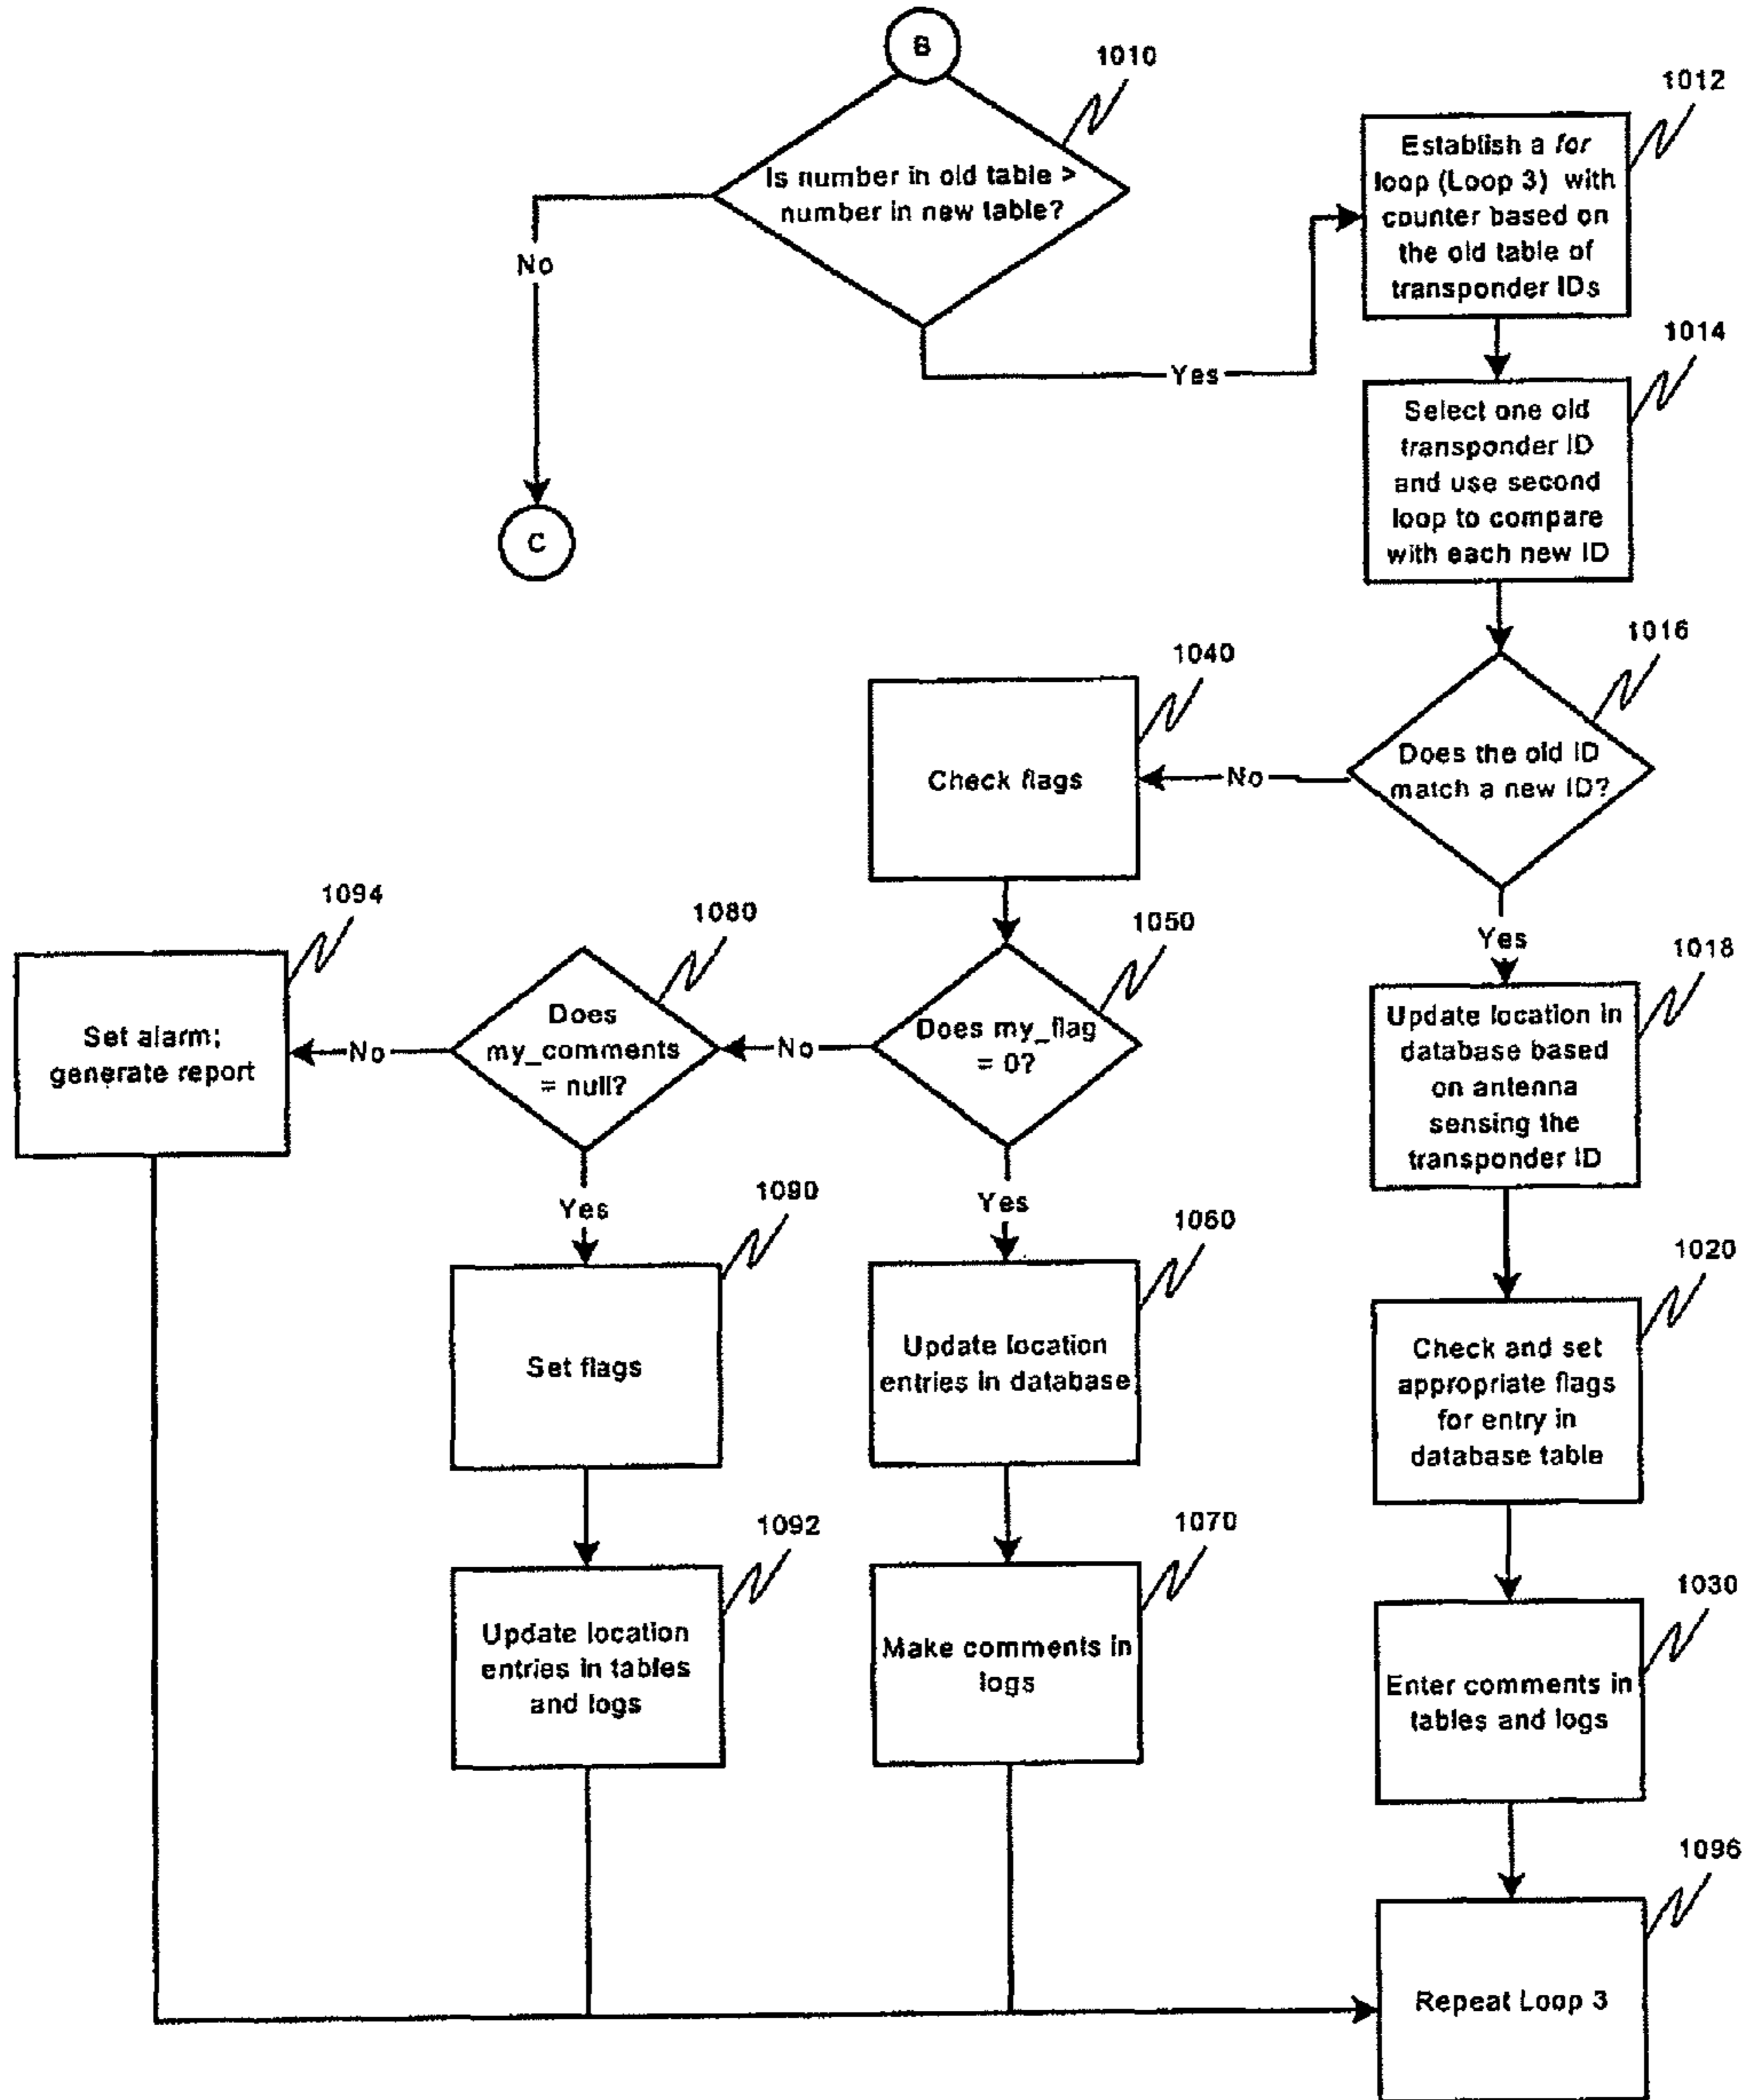 B
1010
Is number in old table >
number in new table?
No
Yes
C
1012
Establish a for
loop (Loop 3) with
counter based on
the old table of
transponder IDs
1014
Select one old
transponder ID
and use second
loop to compare
with each new ID
1016
Does the old ID
match a new ID?
No
Yes
1040
Check flags
1050
Does my_flag
= 0?
No
Yes
1080
Does
my_comments
= null?
No
Yes
1094
Set alarm;
generate report
1018
Update location in
database based
on antenna
sensing the
transponder ID
1090
Set flags
1060
Update location
entries in database
1020
Check and set
appropriate flags
for entry in
database table
1092
Update location
entries in tables
and logs
1070
Make comments in
logs
1030
Enter comments in
tables and logs
1096
Repeat Loop 3